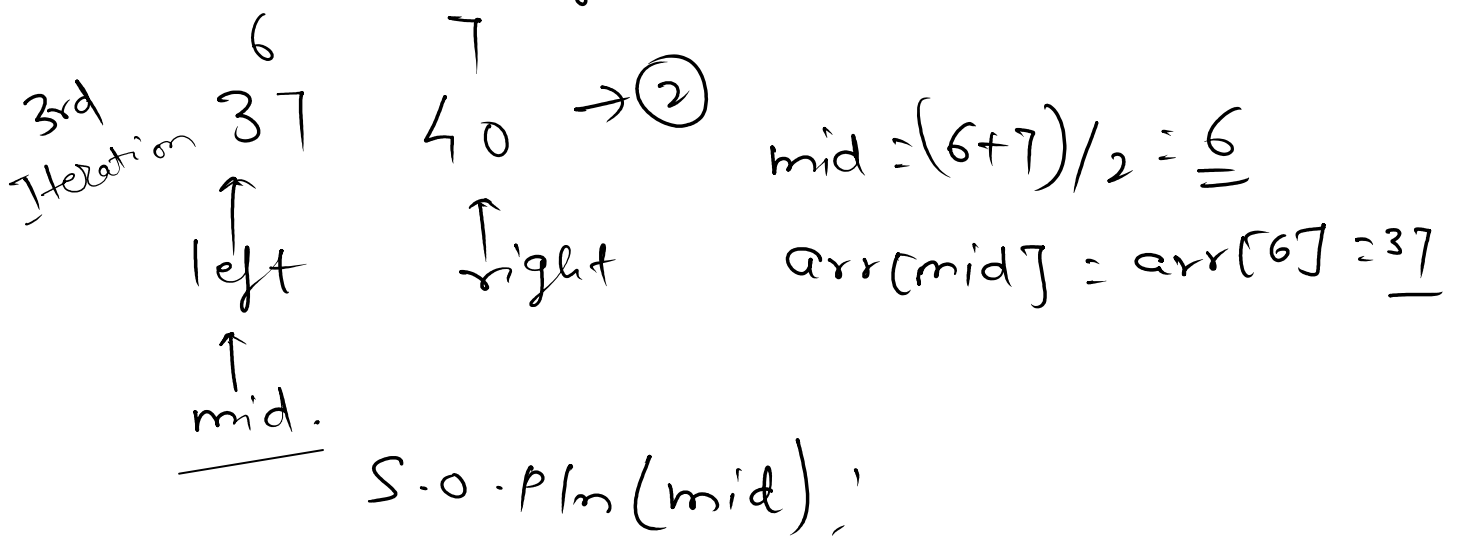 6 7
3rd Iteration 37 40 → 2
mid = (6+7)/2 = 6
left right
arr[mid] = arr[6] = 37
mid.
S.O.Pln(mid);